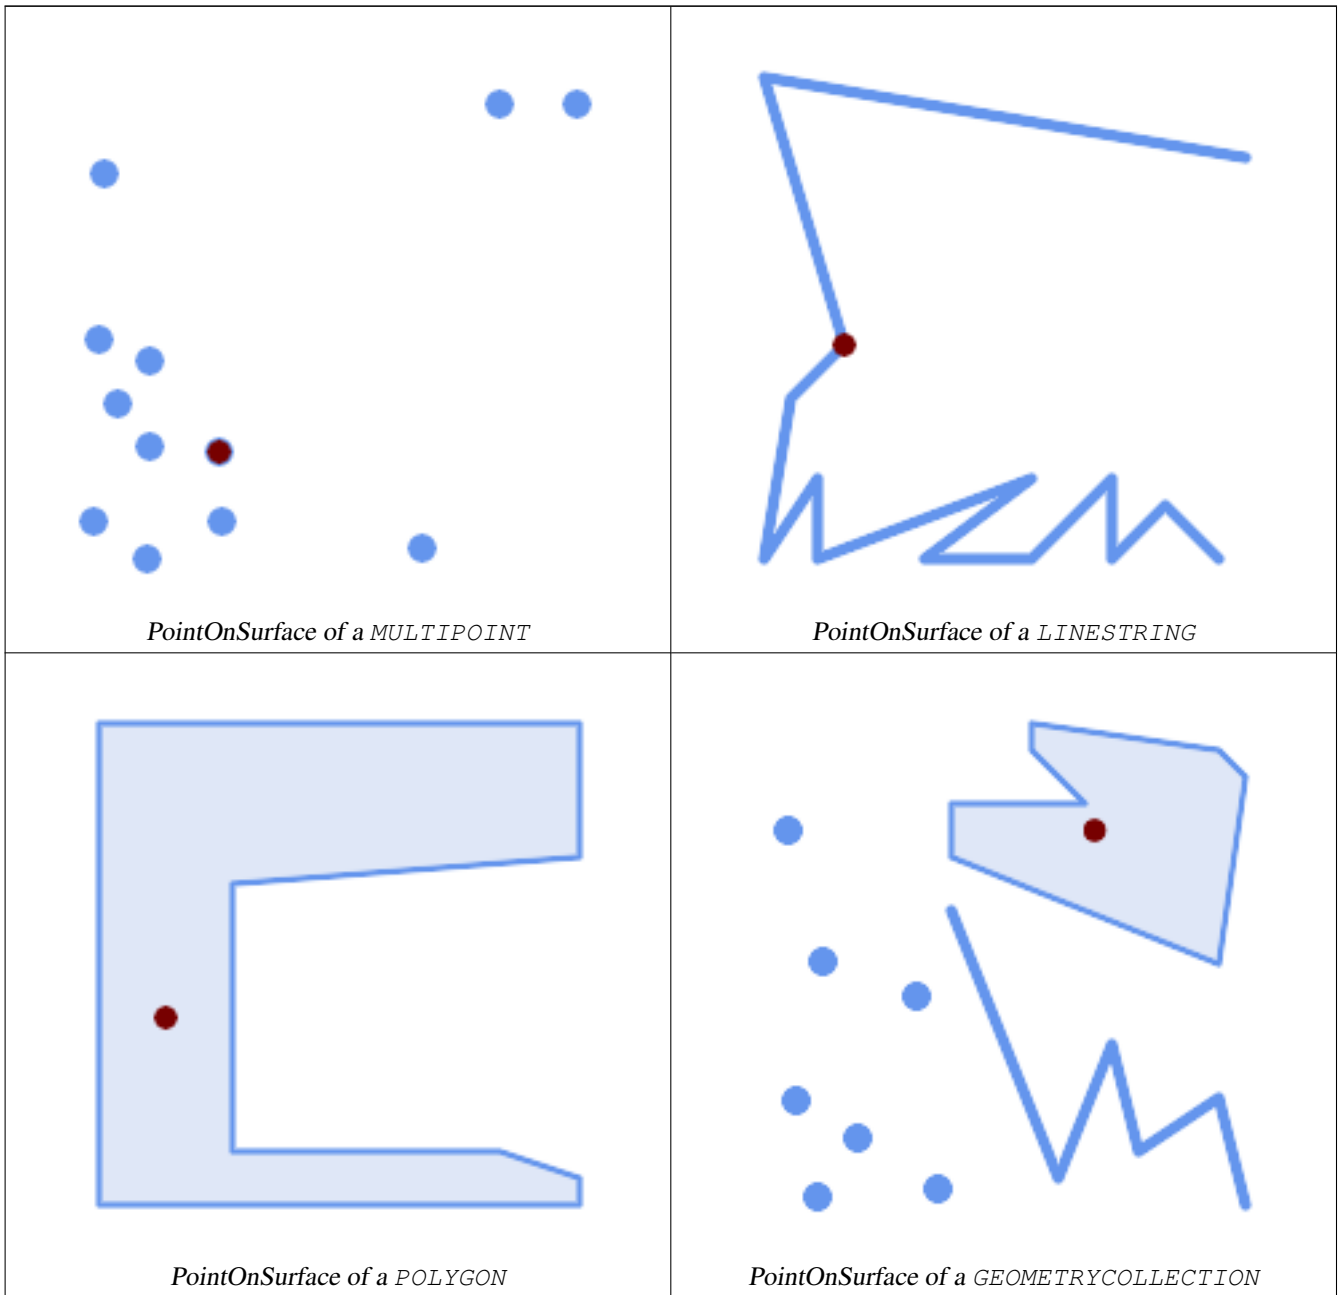 PointOnSurface of a MULTIPOINT
PointOnSurface of a LINESTRING
PointOnSurface of a POLYGON
PointOnSurface of a GEOMETRYCOLLECTION